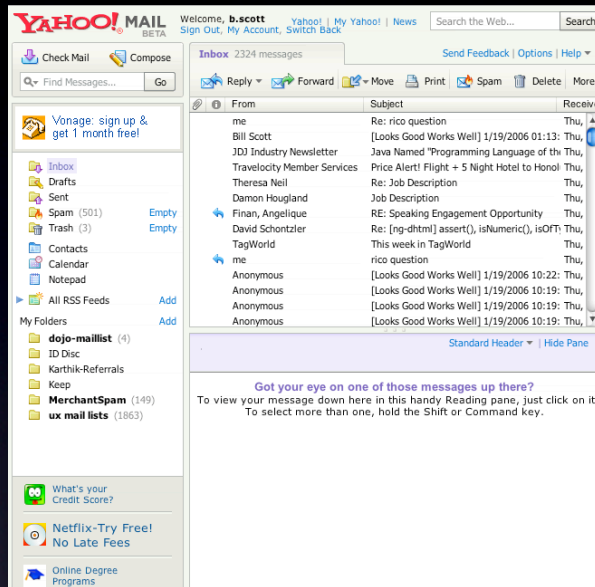 YAHOO! MAIL BETA
Welcome, b.scott Yahoo! | My Yahoo! | News
Sign Out, My Account, Switch Back
Search the Web... Search
Check Mail Compose
Find Messages... Go
Inbox 2324 messages Send Feedback | Options | Help
Reply Forward Move Print Spam Delete More
From Subject Receive
me Re: rico question Thu,
Bill Scott [Looks Good Works Well] 1/19/2006 01:13: Thu,
JDJ Industry Newsletter Java Named "Programming Language of the Thu,
Travelocity Member Services Price Alert! Flight + 5 Night Hotel to Honol Thu,
Theresa Neil Re: Job Description Thu,
Damon Hougland Job Description Thu,
Finan, Angelique RE: Speaking Engagement Opportunity Thu,
David Schontzler Re: [ng-dhtml] assert(), isNumeric(), isOfTy Thu,
TagWorld This week in TagWorld Thu,
me rico question Thu,
Anonymous [Looks Good Works Well] 1/19/2006 10:22: Thu,
Anonymous [Looks Good Works Well] 1/19/2006 10:19: Thu,
Anonymous [Looks Good Works Well] 1/19/2006 10:19: Thu,
Anonymous [Looks Good Works Well] 1/19/2006 10:19: Thu,
Vonage: sign up &
get 1 month free!
Inbox
Drafts
Sent
Spam (501) Empty
Trash (3) Empty
Contacts
Calendar
Notepad
All RSS Feeds Add
My Folders Add
dojo-maillist (4)
ID Disc
Karthik-Referrals
Keep
MerchantSpam (149)
ux mail lists (1863)
Standard Header | Hide Pane
Got your eye on one of those messages up there?
To view your message down here in this handy Reading pane, just click on it
To select more than one, hold the Shift or Command key.
What's your
Credit Score?
Netflix-Try Free!
No Late Fees
Online Degree
Programs